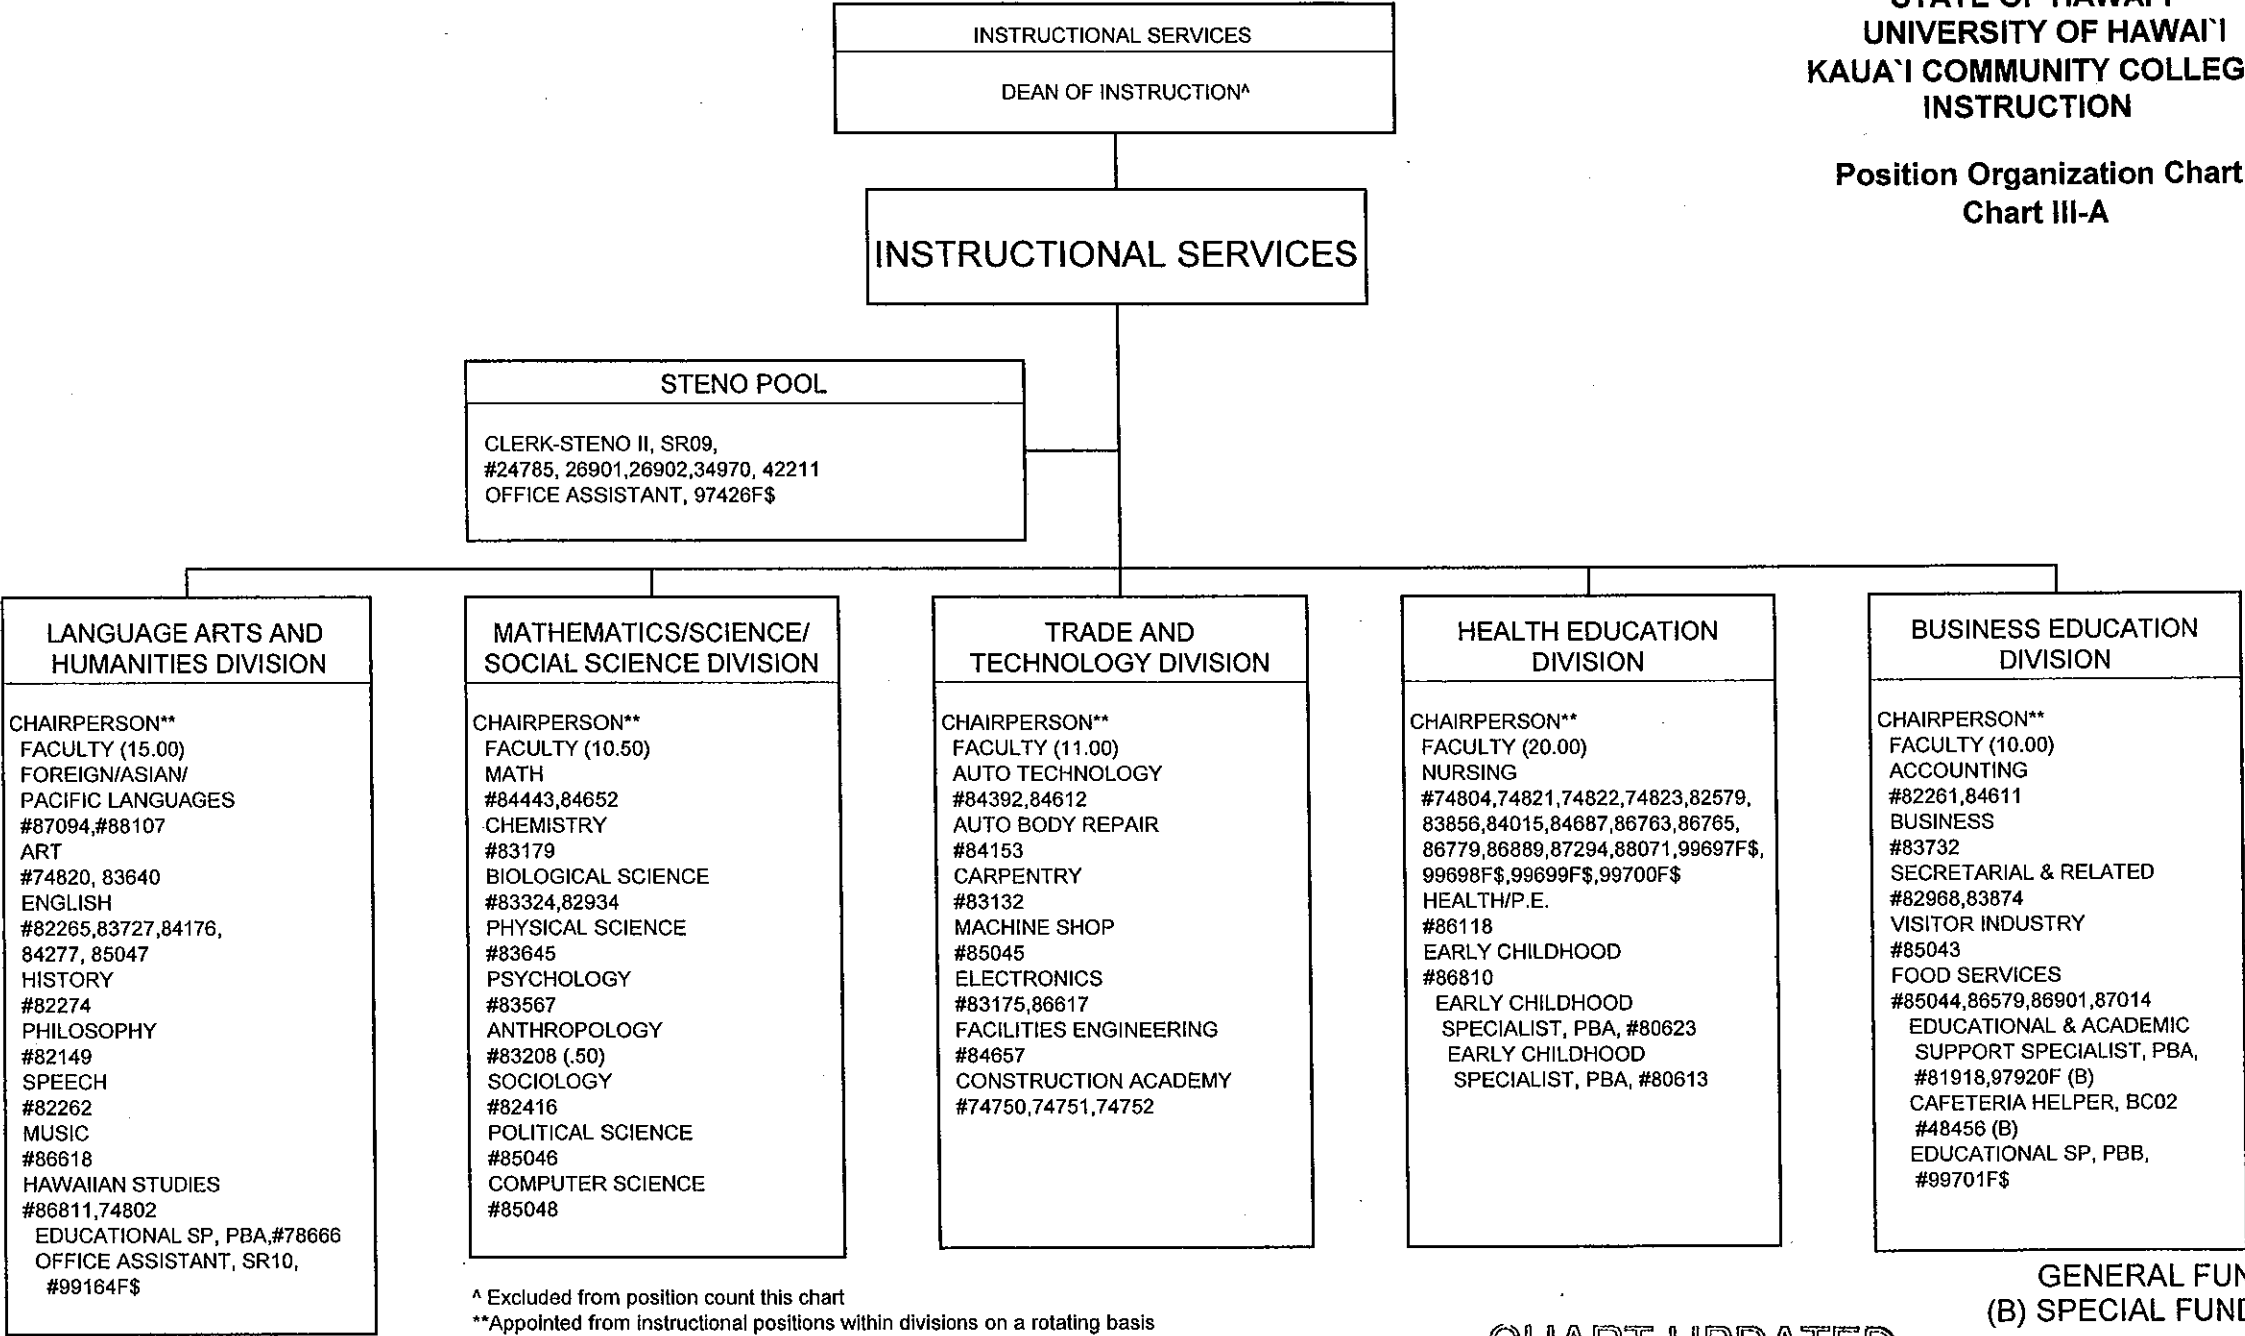 STATE OF HAWAI`I
UNIVERSITY OF HAWAI`I
KAUA`I COMMUNITY COLLEG
INSTRUCTION
Position Organization Chart
Chart III-A
INSTRUCTIONAL SERVICES
DEAN OF INSTRUCTION^
INSTRUCTIONAL SERVICES
STENO POOL
CLERK-STENO II, SR09,
#24785, 26901,26902,34970, 42211
OFFICE ASSISTANT, 97426F$
LANGUAGE ARTS AND
HUMANITIES DIVISION
CHAIRPERSON**
FACULTY (15.00)
FOREIGN/ASIAN/
PACIFIC LANGUAGES
#87094,#88107
ART
#74820, 83640
ENGLISH
#82265,83727,84176,
84277, 85047
HISTORY
#82274
PHILOSOPHY
#82149
SPEECH
#82262
MUSIC
#86618
HAWAIIAN STUDIES
#86811,74802
EDUCATIONAL SP, PBA,#78666
OFFICE ASSISTANT, SR10,
#99164F$
MATHEMATICS/SCIENCE/
SOCIAL SCIENCE DIVISION
CHAIRPERSON**
FACULTY (10.50)
MATH
#84443,84652
CHEMISTRY
#83179
BIOLOGICAL SCIENCE
#83324,82934
PHYSICAL SCIENCE
#83645
PSYCHOLOGY
#83567
ANTHROPOLOGY
#83208 (.50)
SOCIOLOGY
#82416
POLITICAL SCIENCE
#85046
COMPUTER SCIENCE
#85048
TRADE AND
TECHNOLOGY DIVISION
CHAIRPERSON**
FACULTY (11.00)
AUTO TECHNOLOGY
#84392,84612
AUTO BODY REPAIR
#84153
CARPENTRY
#83132
MACHINE SHOP
#85045
ELECTRONICS
#83175,86617
FACILITIES ENGINEERING
#84657
CONSTRUCTION ACADEMY
#74750,74751,74752
HEALTH EDUCATION
DIVISION
CHAIRPERSON**
FACULTY (20.00)
NURSING
#74804,74821,74822,74823,82579,
83856,84015,84687,86763,86765,
86779,86889,87294,88071,99697F$,
99698F$,99699F$,99700F$
HEALTH/P.E.
#86118
EARLY CHILDHOOD
#86810
EARLY CHILDHOOD
SPECIALIST, PBA, #80623
EARLY CHILDHOOD
SPECIALIST, PBA, #80613
BUSINESS EDUCATION
DIVISION
CHAIRPERSON**
FACULTY (10.00)
ACCOUNTING
#82261,84611
BUSINESS
#83732
SECRETARIAL & RELATED
#82968,83874
VISITOR INDUSTRY
#85043
FOOD SERVICES
#85044,86579,86901,87014
EDUCATIONAL & ACADEMIC
SUPPORT SPECIALIST, PBA,
#81918,97920F (B)
CAFETERIA HELPER, BC02
#48456 (B)
EDUCATIONAL SP, PBB,
#99701F$
^ Excluded from position count this chart
**Appointed from instructional positions within divisions on a rotating basis
GENERAL FUN
(B) SPECIAL FUND
CHART UPDATED